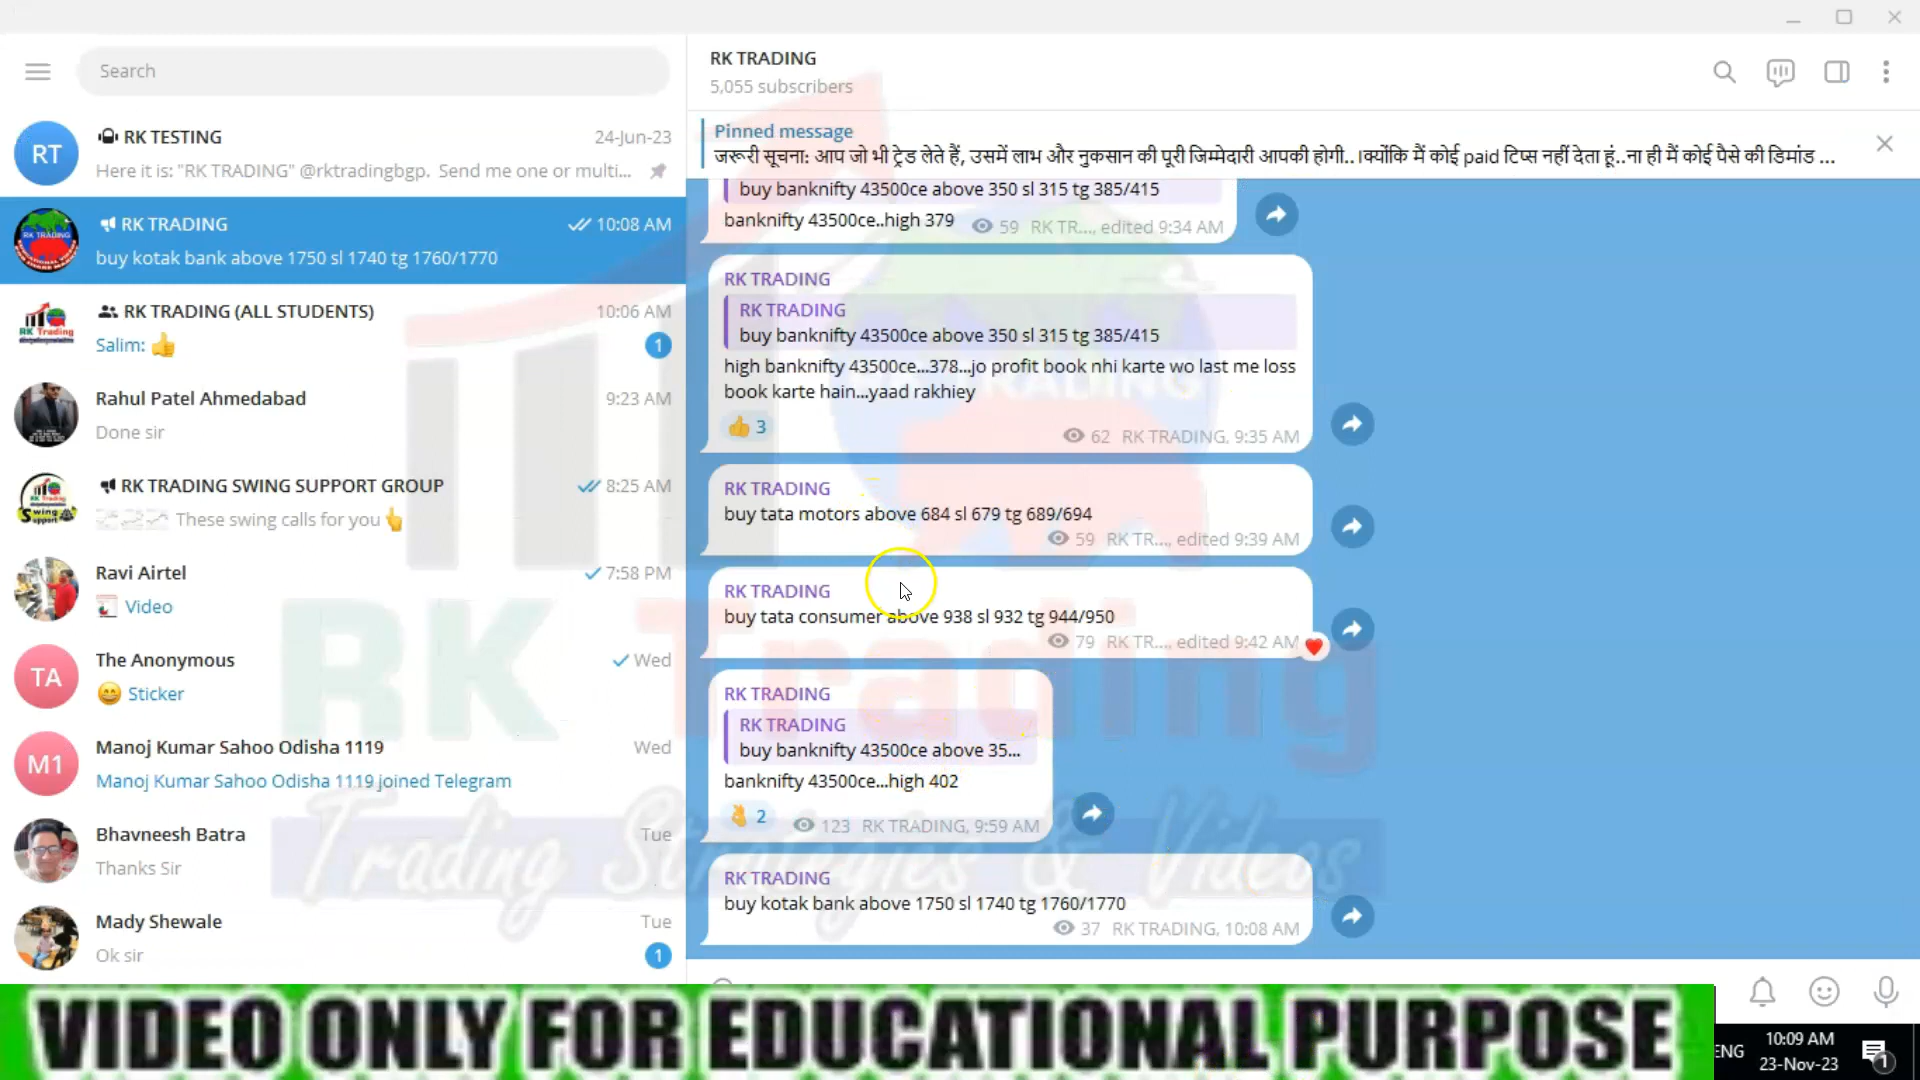 Search
RT
RK TESTING
24-Jun-23
Here it is: "RK TRADING" @rktradingbgp. Send me one or multi...
RK TRADING
10:08 AM
buy kotak bank above 1750 sl 1740 tg 1760/1770
RK TRADING (ALL STUDENTS)
10:06 AM
Salim: 👍
1
Rahul Patel Ahmedabad
9:23 AM
Done sir
RK TRADING SWING SUPPORT GROUP
8:25 AM
These swing calls for you👆
Ravi Airtel
7:58 PM
Video
TA
The Anonymous
Wed
😄 Sticker
M1
Manoj Kumar Sahoo Odisha 1119
Wed
Manoj Kumar Sahoo Odisha 1119 joined Telegram
Bhavneesh Batra
Tue
Thanks Sir
Mady Shewale
Tue
Ok sir
1
RK TRADING
5,055 subscribers
Pinned message
जरूरी सूचना: आप जो भी ट्रेड लेते हैं, उसमें लाभ और नुकसान की पूरी जिम्मेदारी आपकी होगी.. ।क्योंकि मैं कोई paid टिप्स नहीं देता हूं..ना ही मैं कोई पैसे की डिमांड ...
buy banknifty 43500ce above 350 sl 315 tg 385/415
banknifty 43500ce..high 379
59 RK TR..., edited 9:34 AM
RK TRADING
RK TRADING
buy banknifty 43500ce above 350 sl 315 tg 385/415
high banknifty 43500ce...378...jo profit book nhi karte wo last me loss
book karte hain...yaad rakhiey
👍 3
62 RK TRADING, 9:35 AM
RK TRADING
buy tata motors above 684 sl 679 tg 689/694
59 RK TR..., edited 9:39 AM
RK TRADING
buy tata consumer above 938 sl 932 tg 944/950
79 RK TR..., edited 9:42 AM
RK TRADING
RK TRADING
buy banknifty 43500ce above 35...
banknifty 43500ce...high 402
2
123 RK TRADING, 9:59 AM
RK TRADING
buy kotak bank above 1750 sl 1740 tg 1760/1770
37 RK TRADING, 10:08 AM
RK Trading
Trading Strategies & Videos
VIDEO ONLY FOR EDUCATIONAL PURPOSE
ENG
10:09 AM
23-Nov-23
1